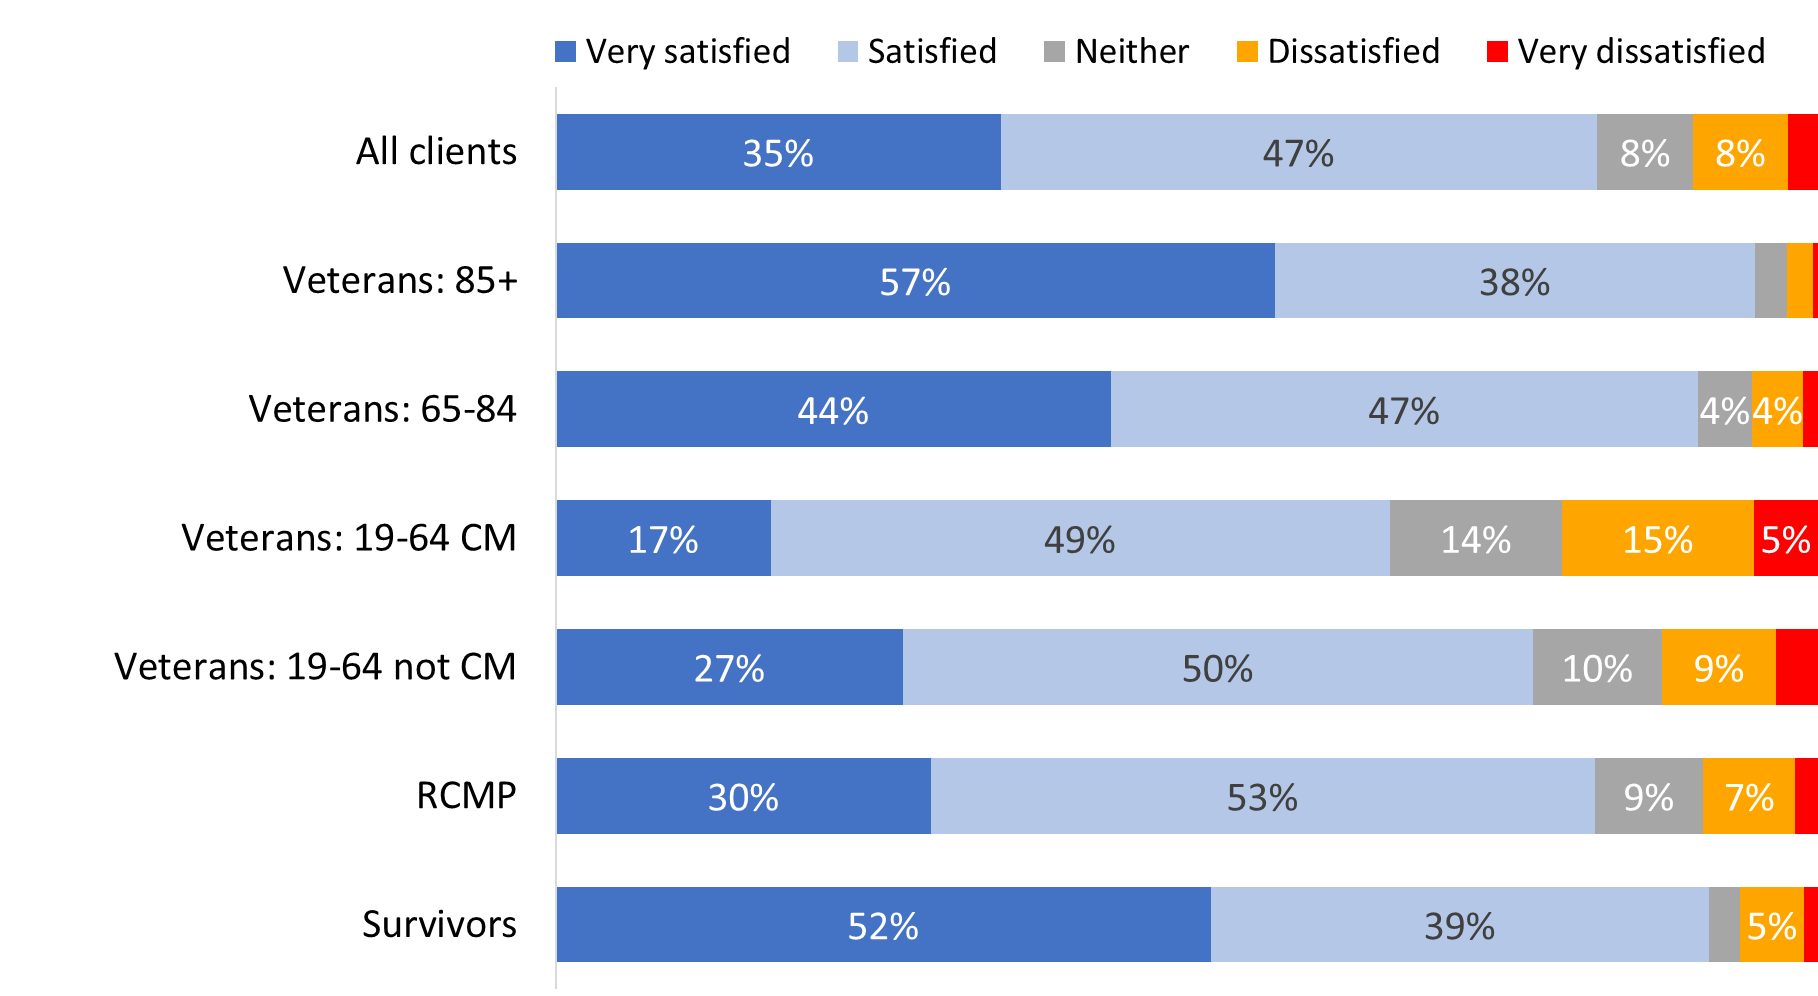 Very satisfied Satisfied Neither Dissatisfied Very dissatisfied
All clients 35% 47% 8% 8%
Veterans: 85+ 57% 38%
Veterans: 65-84 44% 47% 4% 4%
Veterans: 19-64 CM 17% 49% 14% 15% 5%
Veterans: 19-64 not CM 27% 50% 10% 9%
RCMP 30% 53% 9% 7%
Survivors 52% 39% 5%